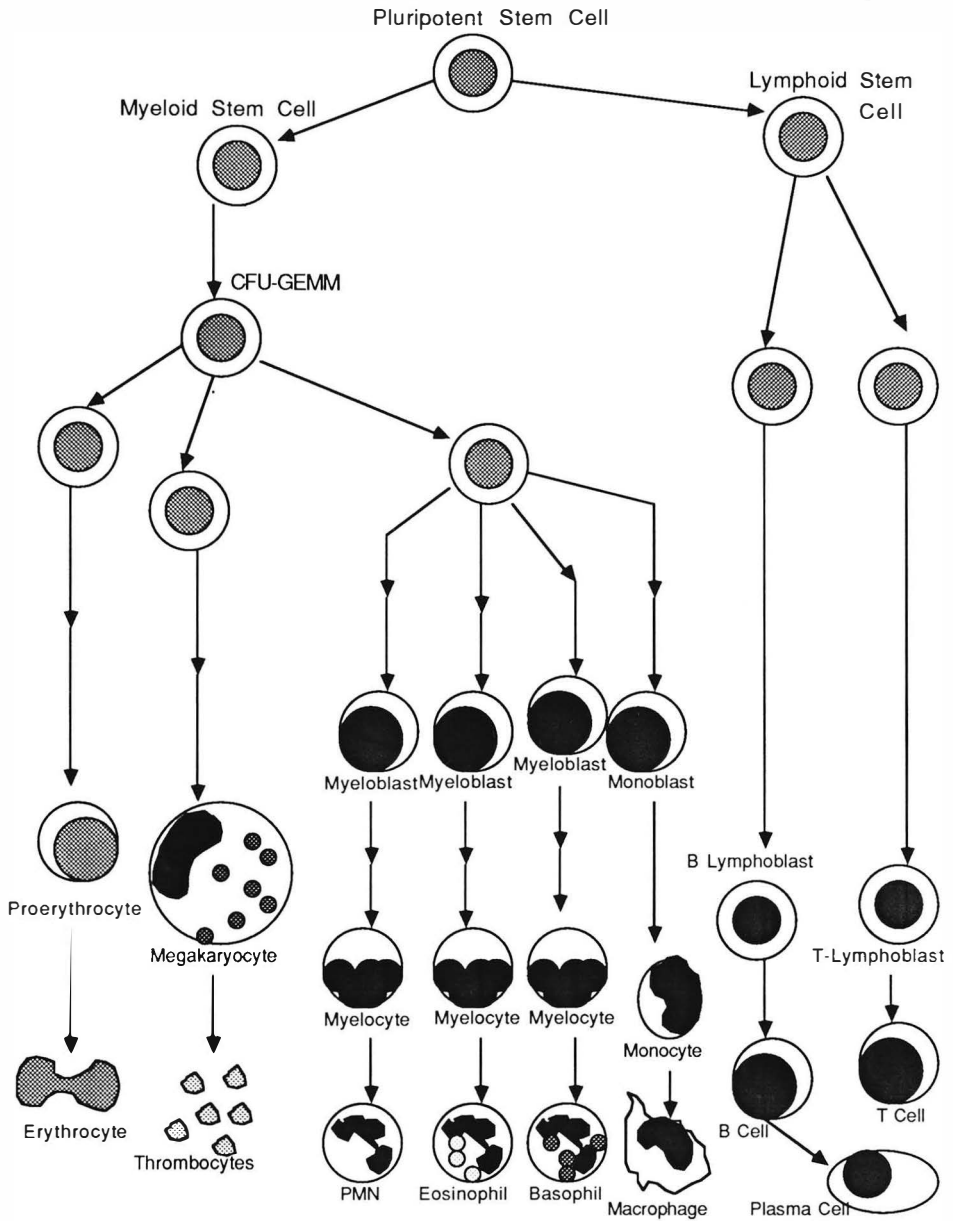 Pluripotent Stem Cell
Lymphoid Stem
Cell
Myeloid Stem Cell
CFU-GEMM
Myeloblast Myeloblast Myeloblast Monoblast
B Lymphoblast
Proerythrocyte
Megakaryocyte
T-Lymphoblast
Myelocyte Myelocyte Myelocyte
Monocyte
Erythrocyte
Thrombocytes
PMN Eosinophil Basophil
Macrophage
B Cell
T Cell
Plasma Cell